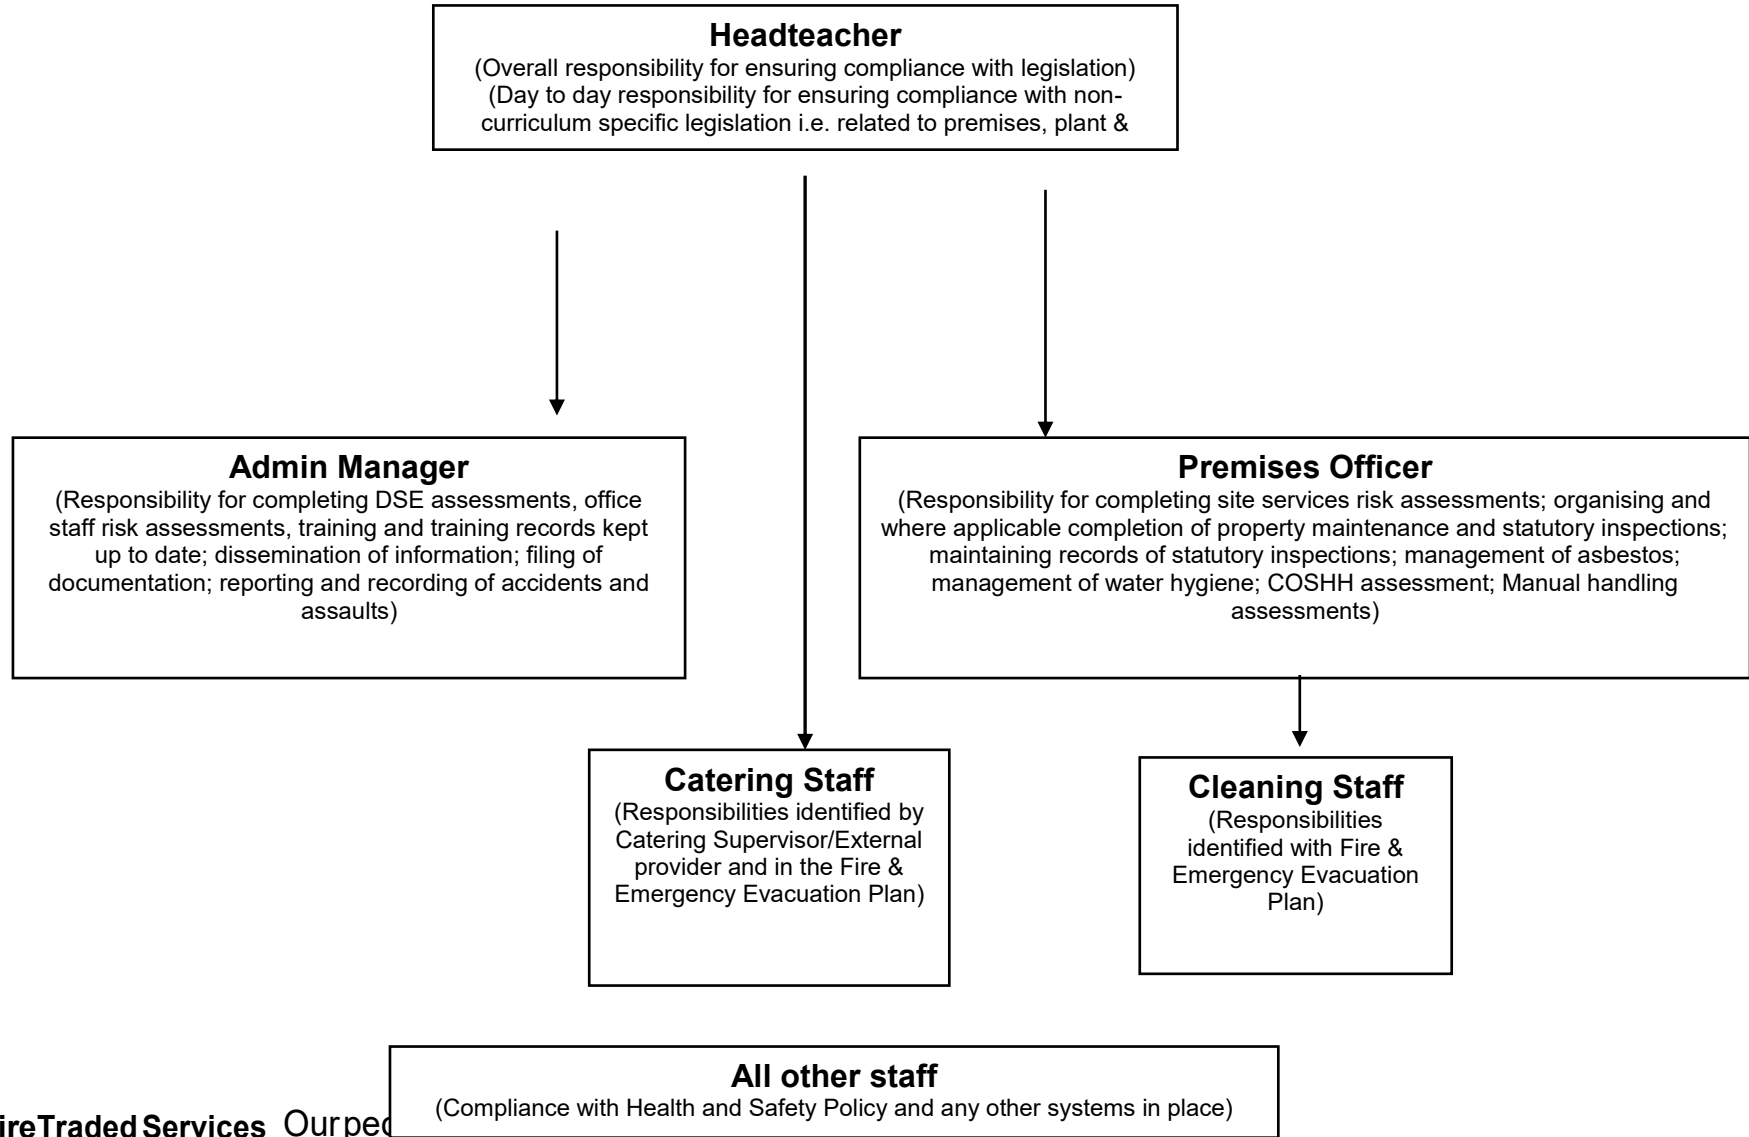 Headteacher
(Overall responsibility for ensuring compliance with legislation)
(Day to day responsibility for ensuring compliance with non-
curriculum specific legislation i.e. related to premises, plant &
Admin Manager
(Responsibility for completing DSE assessments, office
staff risk assessments, training and training records kept
up to date; dissemination of information; filing of
documentation; reporting and recording of accidents and
assaults)
Premises Officer
(Responsibility for completing site services risk assessments; organising and
where applicable completion of property maintenance and statutory inspections;
maintaining records of statutory inspections; management of asbestos;
management of water hygiene; COSHH assessment; Manual handling
assessments)
Catering Staff
(Responsibilities identified by
Catering Supervisor/External
provider and in the Fire &
Emergency Evacuation Plan)
Cleaning Staff
(Responsibilities
identified with Fire &
Emergency Evacuation
Plan)
All other staff
(Compliance with Health and Safety Policy and any other systems in place)
Traded Services Our